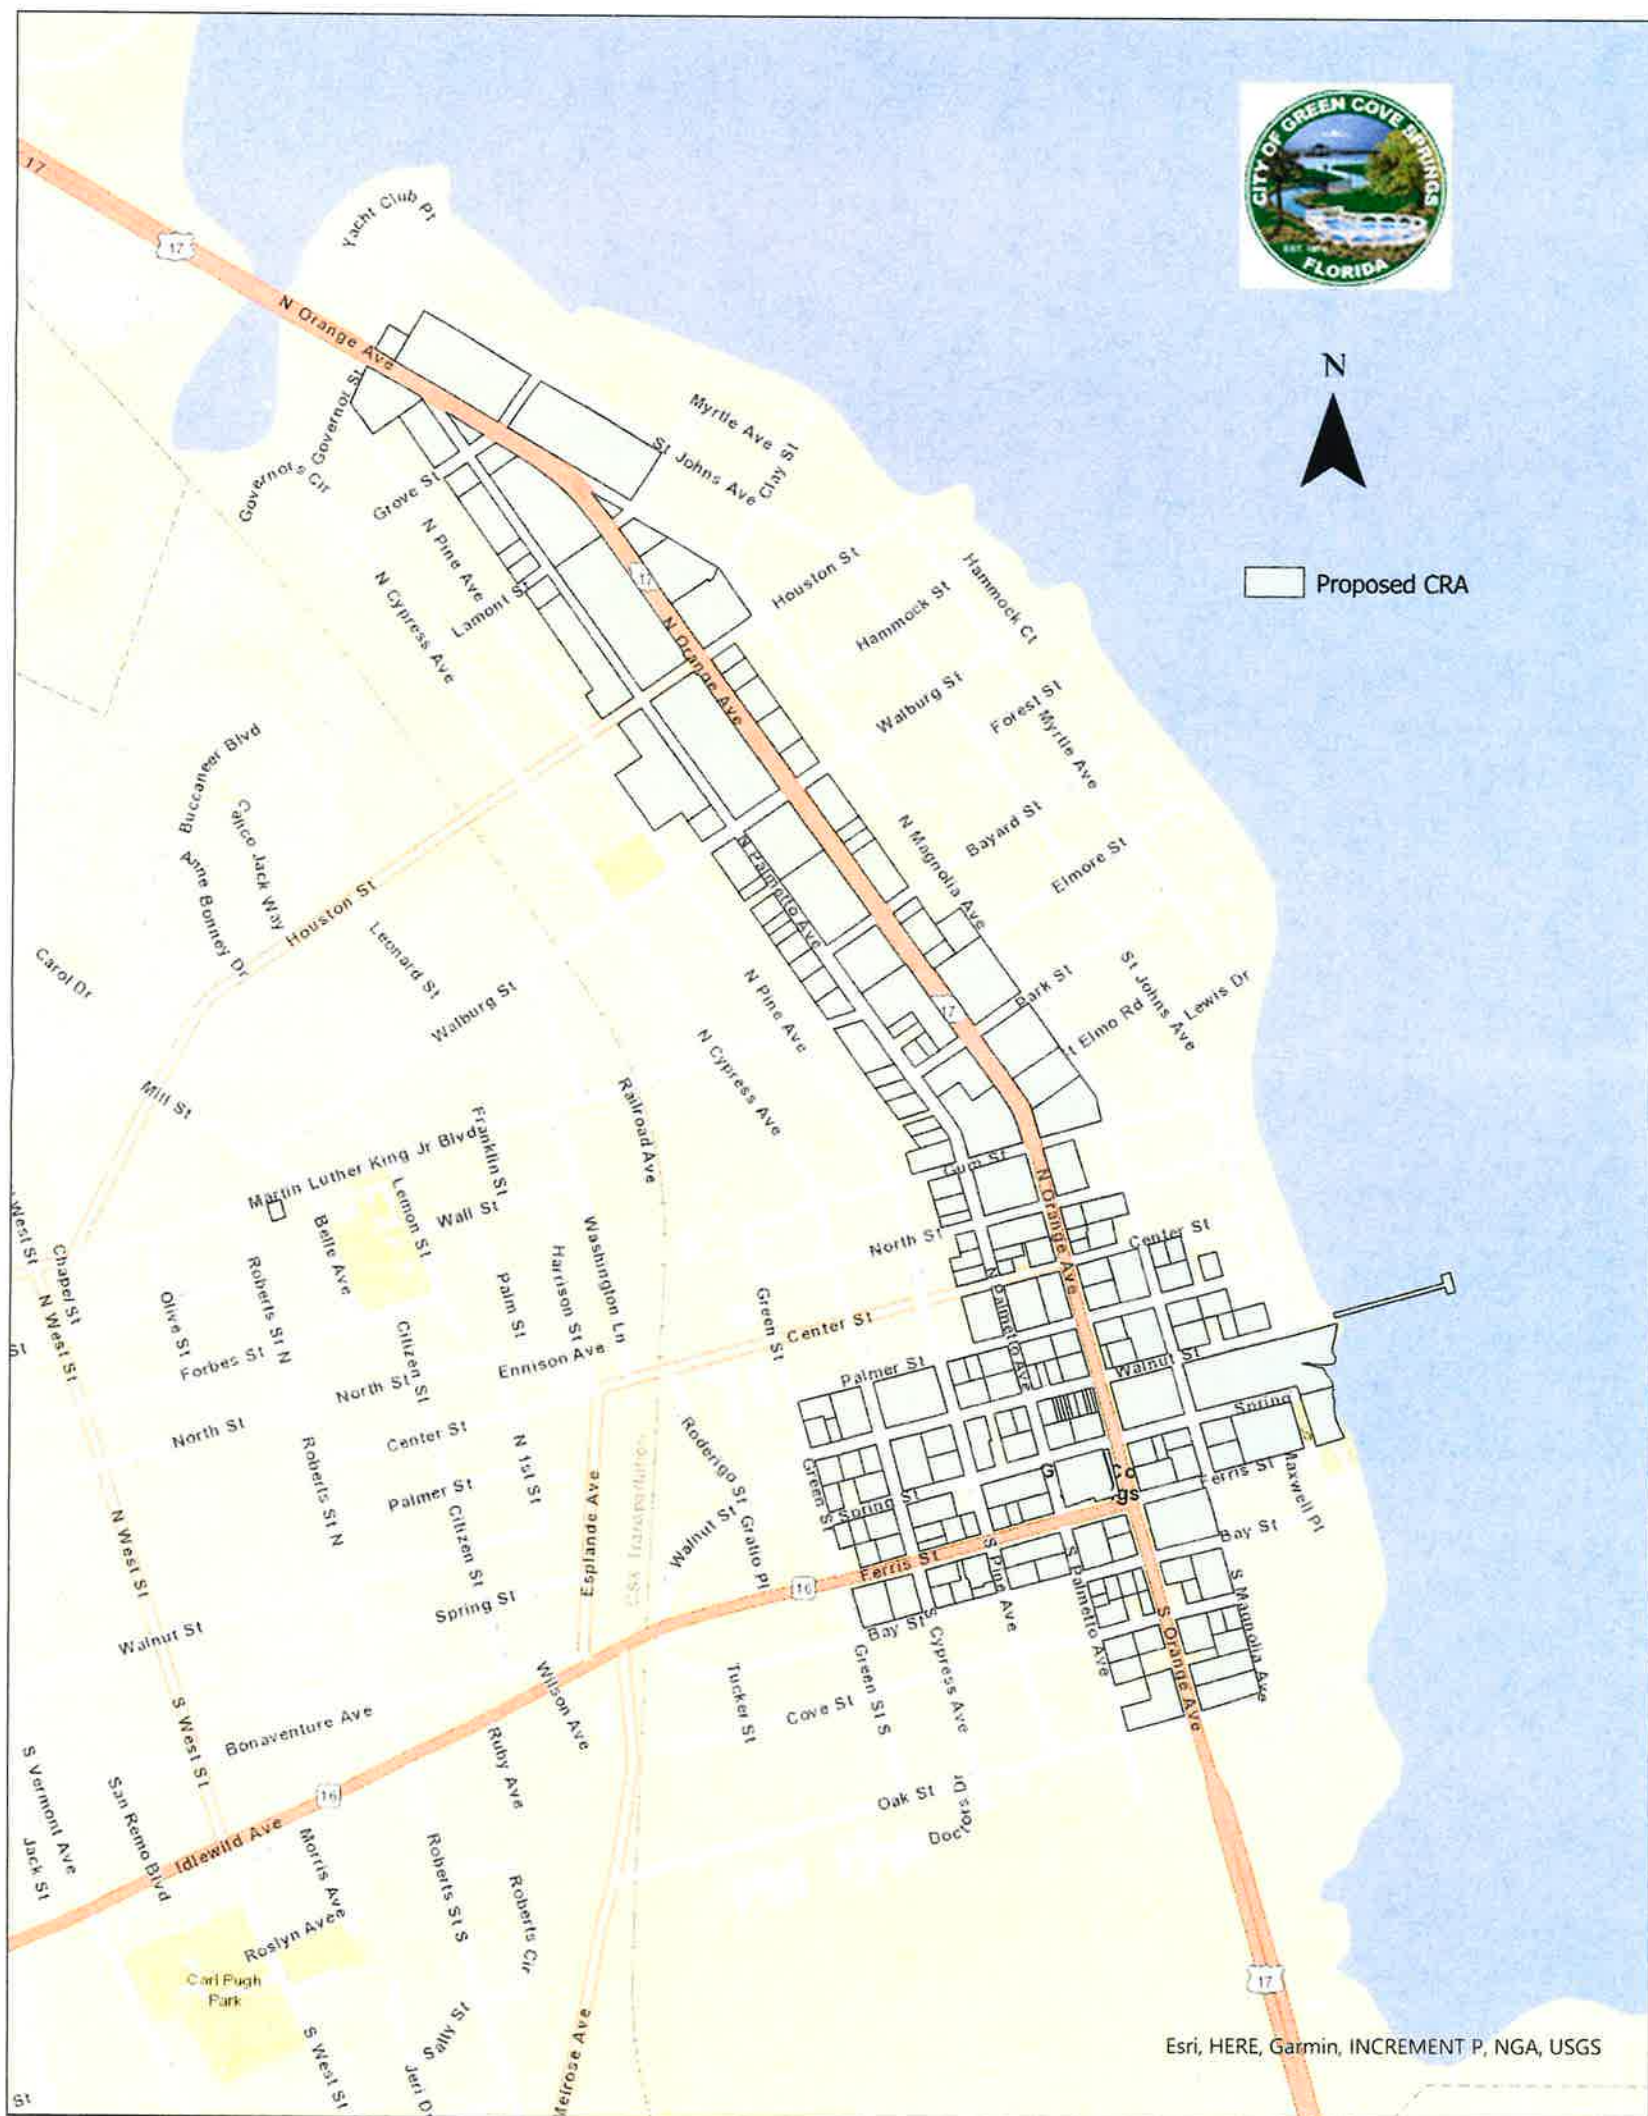 CITY OF GREEN COVE SPRINGS
FLORIDA
N
Proposed CRA
17
17
Yacht Club Pt
N Orange Ave
Governor St
Governors Cir
Grove St
Myrtle Ave
Clay St
St Johns Ave
N Pine Ave
N Cypress Ave
Lamont St
17
Houston St
Hammock St
Hammock Ct
N Orange Ave
Walburg St
Forest St
Myrtle Ave
Buccaneer Blvd
Calico Jack Way
Anne Bonney Dr
Houston St
N Palmetto Ave
N Magnolia Ave
Bayard St
Elmore St
Carol Dr
Leonard St
Walburg St
N Pine Ave
N Cypress Ave
17
Park St
St Johns Ave
Lewis Dr
t Elmo Rd
Mill St
Railroad Ave
Franklin St
Martin Luther King Jr Blvd
Lemon St
Wall St
Belle Ave
Gum St
N Orange Ave
North St
Center St
West St
Chapel St
N West St
Roberts St N
Palm St
Harrison St
Washington Ln
Green St
Center St
N Palmetto Ave
St
Olive St
Forbes St
Citizen St
North St
Ennison Ave
Palmer St
Walnut St
North St
Center St
Roberts St N
N 1st St
Roderigo St
Spring
Palmer St
Citizen St
Esplande Ave
CSX Transportation
Green S
Spring St
G
Co
gs
Ferris St
Maxwell Pl
N West St
Walnut St
Gratio Pl
16
Ferris St
S Pine Ave
S Palmetto Ave
Bay St
Spring St
Walnut St
Bay St
S Cypress Ave
S Orange Ave
S Magnolia Ave
Wilson Ave
Tucker St
Green St S
Cove St
S West St
Bonaventure Ave
Ruby Ave
16
S Vermont Ave
San Remo Blvd
Jack St
Idlewild Ave
Morris Ave
Roberts St S
Roberts Cir
Oak St
Doctors Dr
Roslyn Ave
Carl Pugh
Park
17
S West St
Sally St
Jeri D
Melrose Ave
St
Esri, HERE, Garmin, INCREMENT P, NGA, USGS